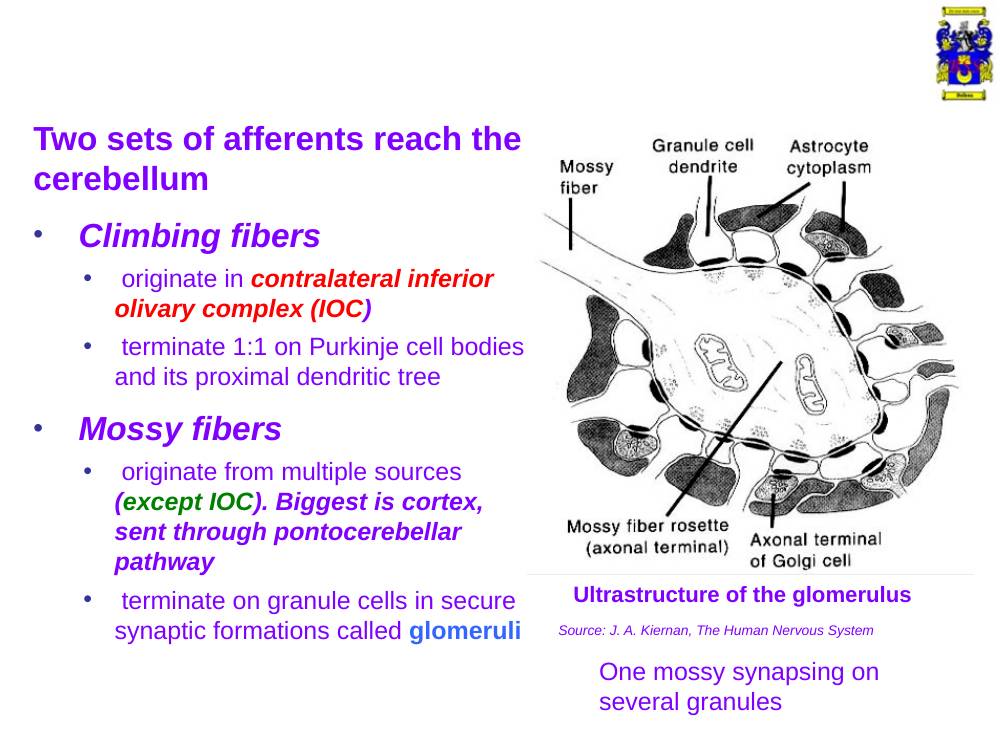 Two sets of afferents reach the
cerebellum
• Climbing fibers
• originate in contralateral inferior
olivary complex (IOC)
• terminate 1:1 on Purkinje cell bodies
and its proximal dendritic tree
• Mossy fibers
• originate from multiple sources
(except IOC). Biggest is cortex,
sent through pontocerebellar
pathway
• terminate on granule cells in secure
synaptic formations called glomeruli
Mossy
fiber
Granule cell
dendrite
Astrocyte
cytoplasm
Mossy fiber rosette
(axonal terminal)
Axonal terminal
of Golgi cell
Ultrastructure of the glomerulus
Source: J. A. Kiernan, The Human Nervous System
One mossy synapsing on
several granules